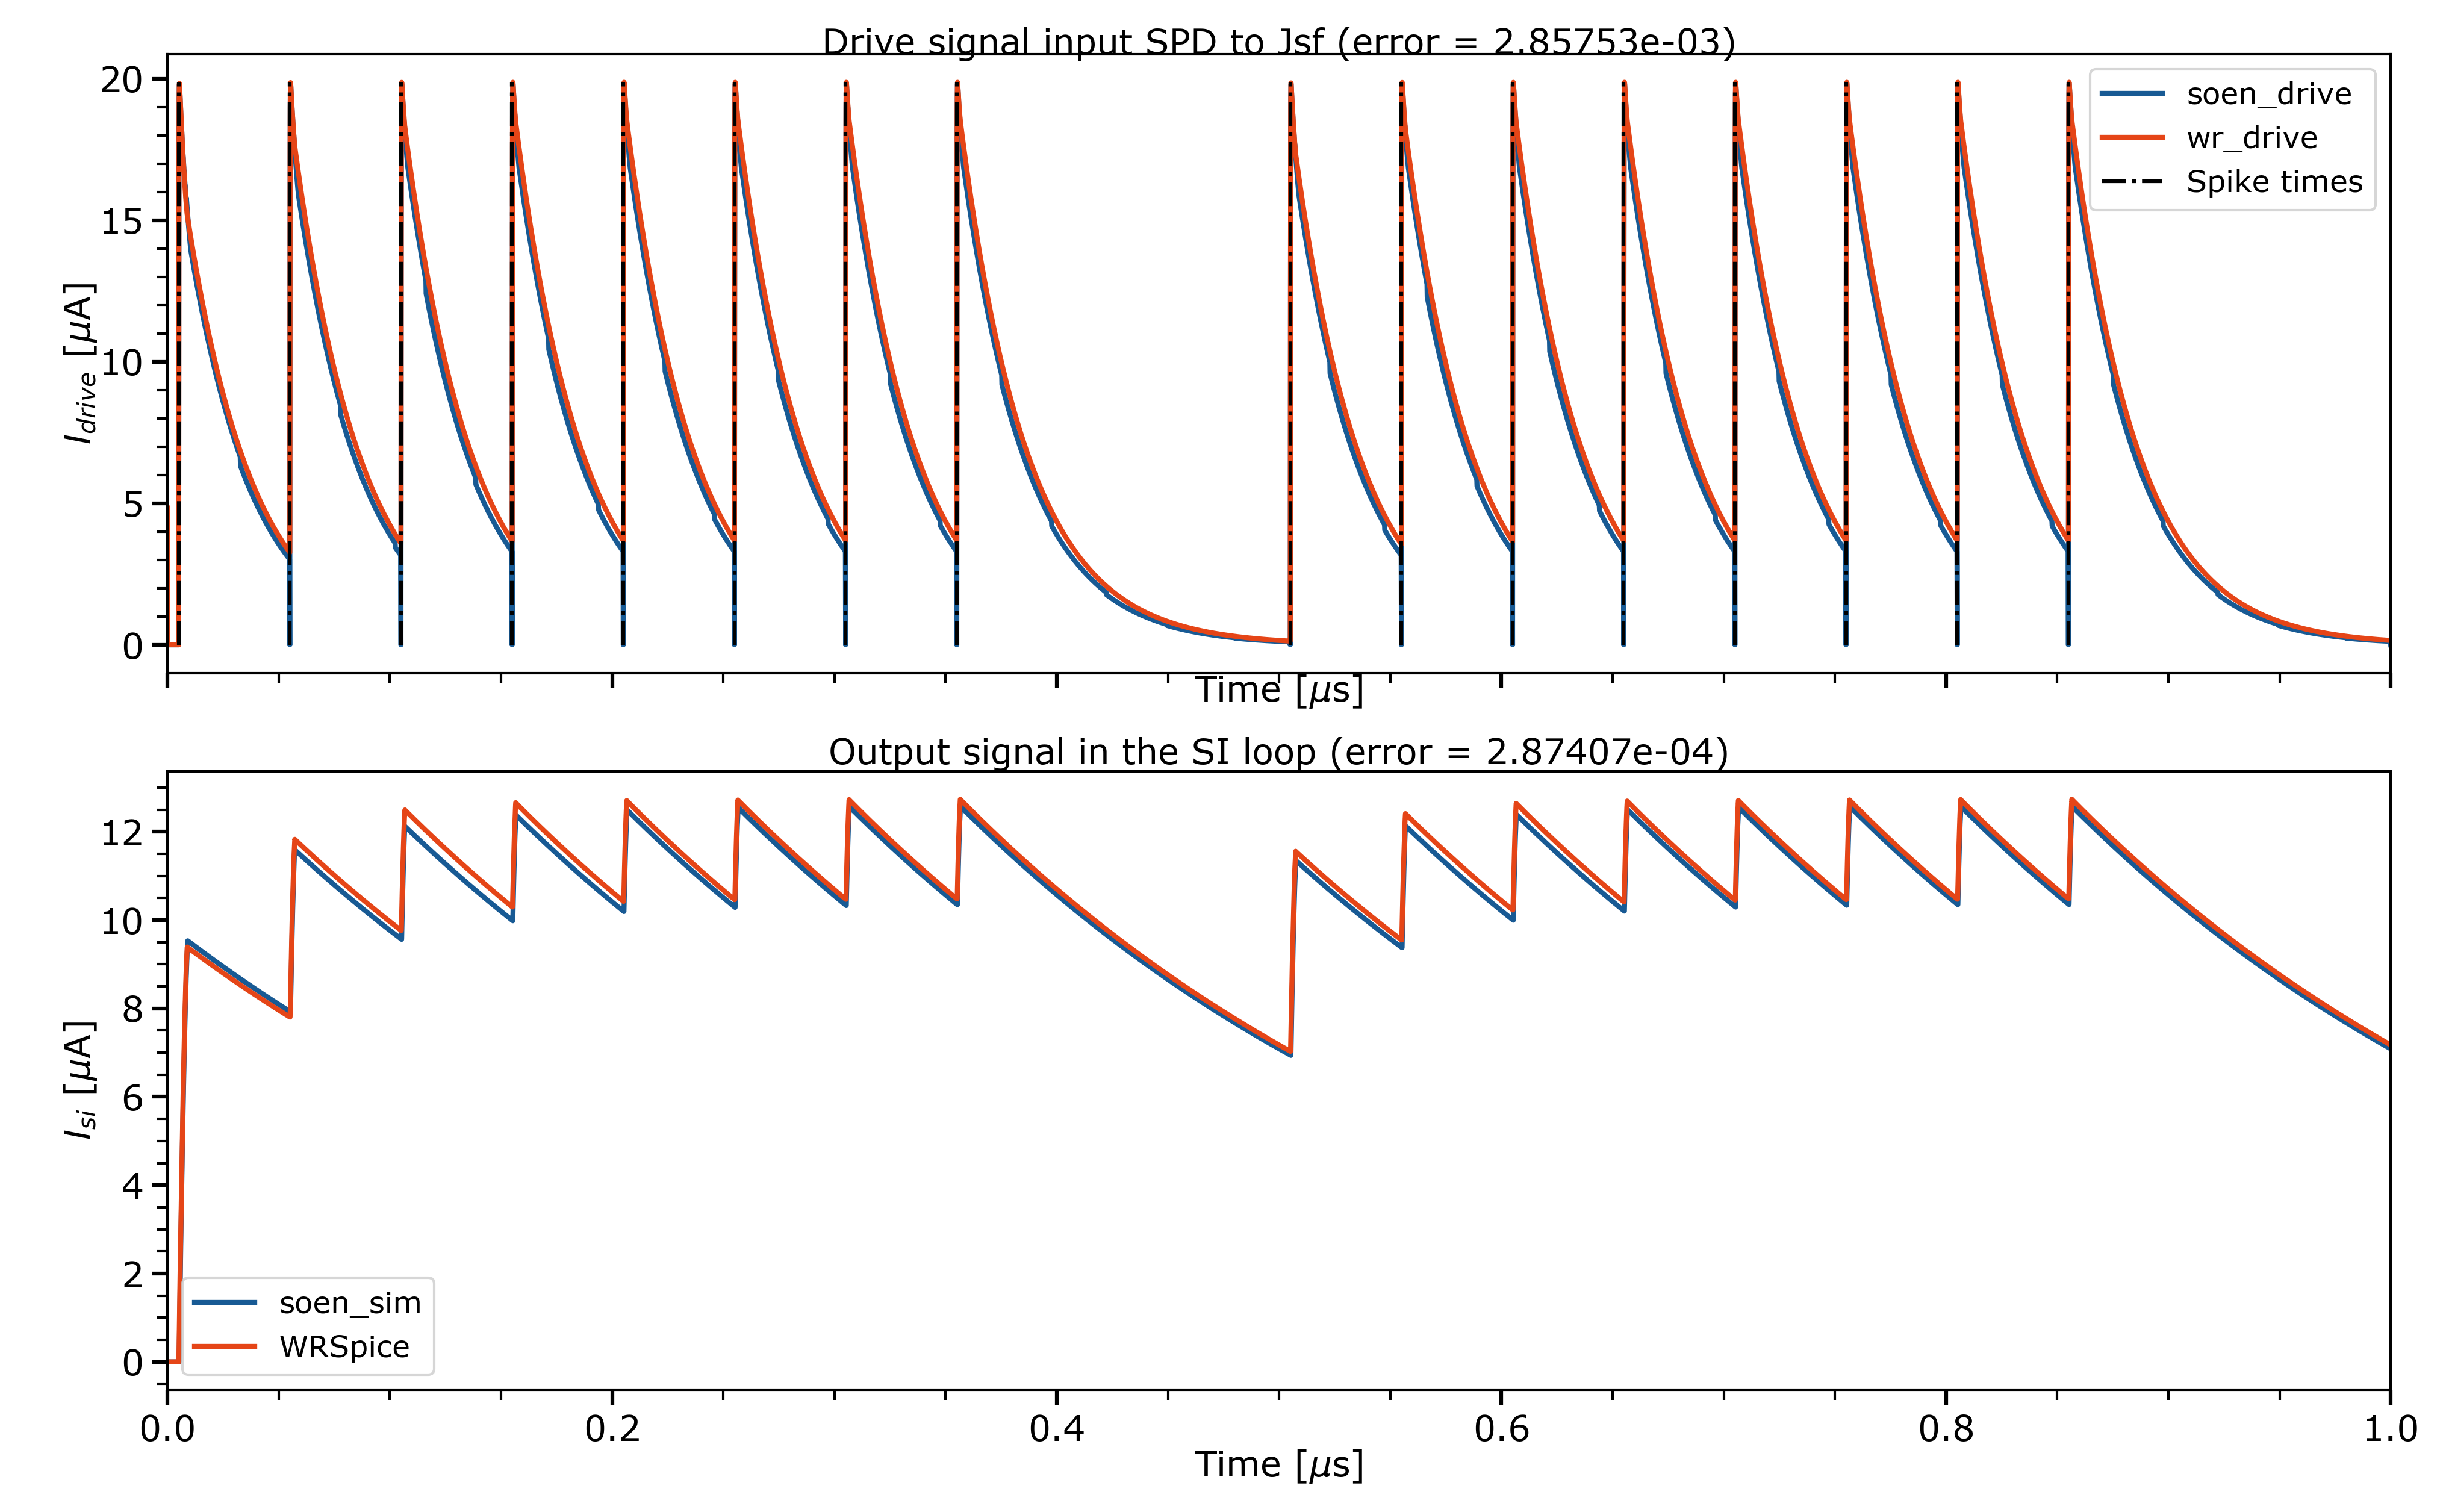 Drive signal input SPD to Jsf (error = 2.85753e-03)
20
15
10
5
0
I_drive [μA]
soen_drive
wr_drive
Spike times
Time [μs]
Output signal in the SI loop (error = 2.87407e-04)
12
10
8
6
4
2
0
I_si [μA]
soen_sim
WRSpice
0.0 0.2 0.4 0.6 0.8 1.0
Time [μs]